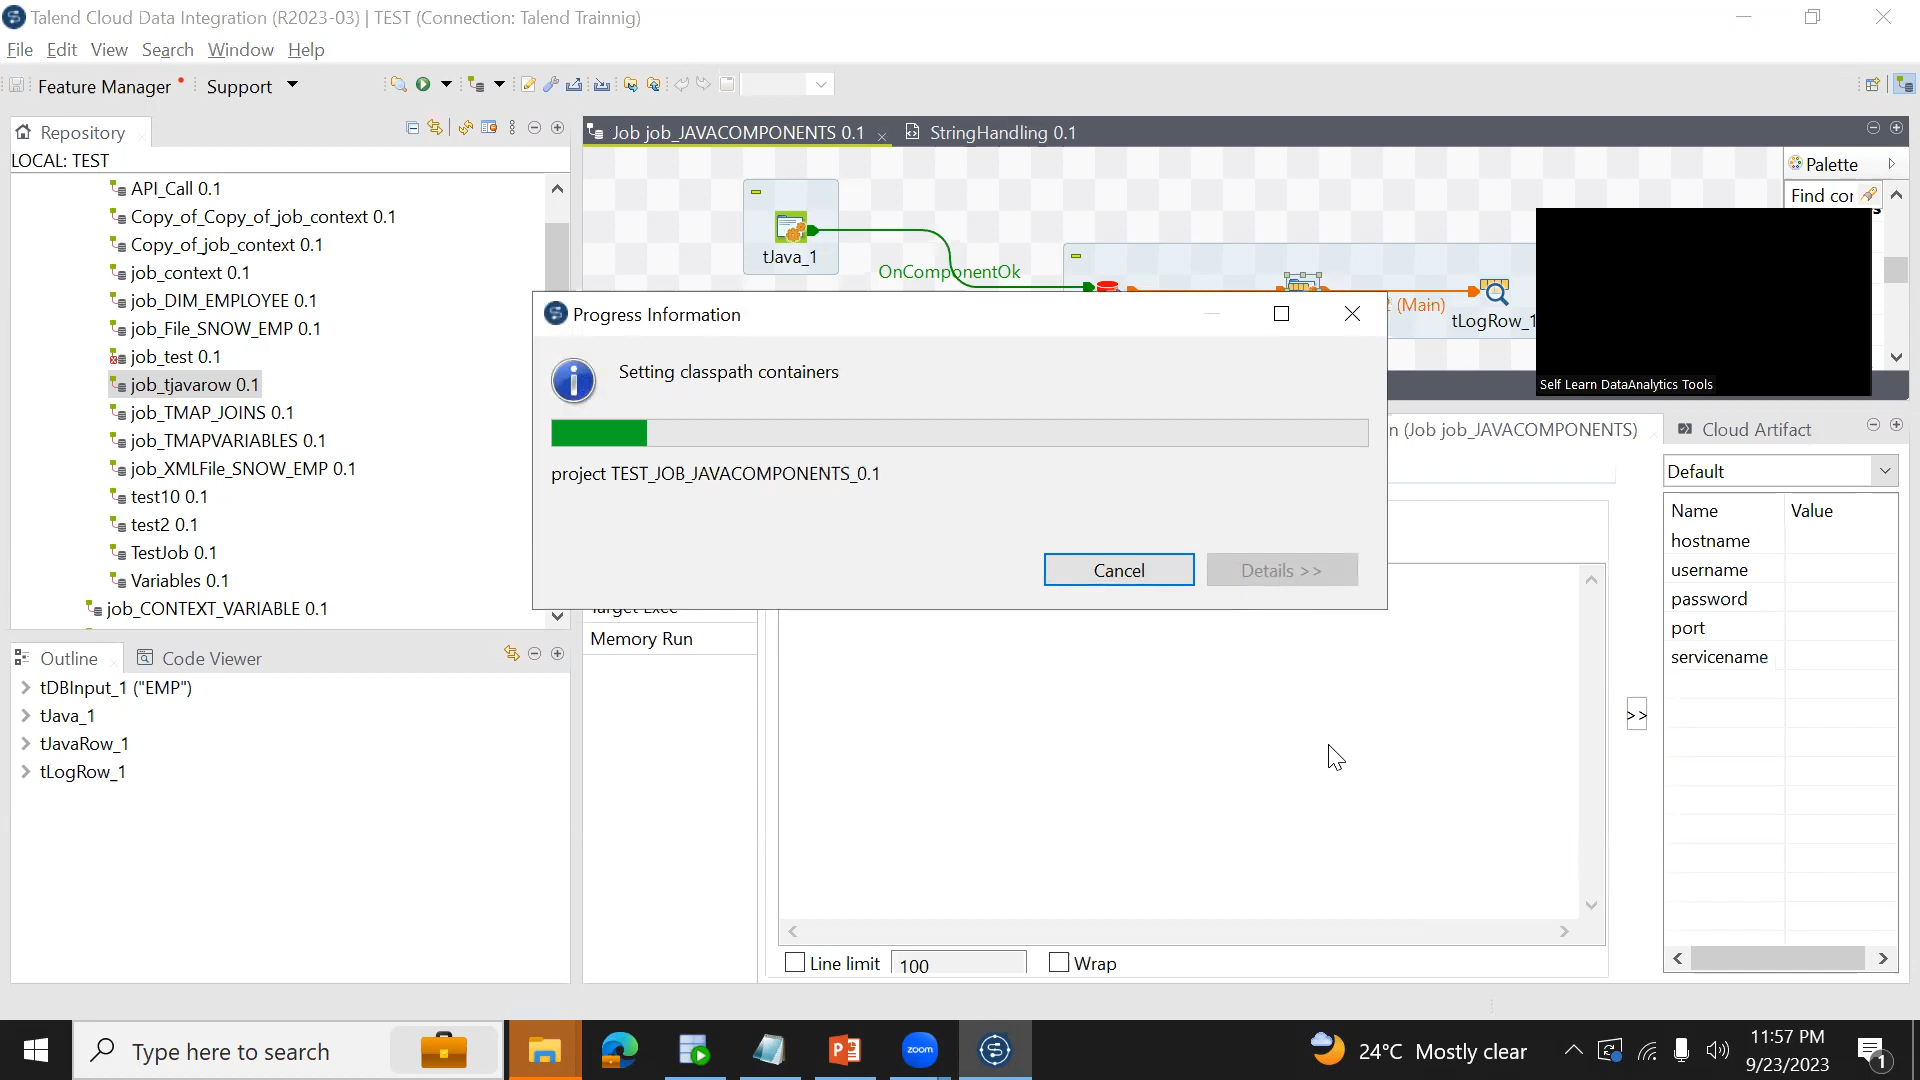 Talend Cloud Data Integration (R2023-03) | TEST (Connection: Talend Trainnig)
File Edit View Search Window Help
Feature Manager Support
Repository
LOCAL: TEST
API_Call 0.1
Copy_of_Copy_of_job_context 0.1
Copy_of_job_context 0.1
job_context 0.1
job_DIM_EMPLOYEE 0.1
job_File_SNOW_EMP 0.1
job_test 0.1
job_tjavarow 0.1
job_TMAP_JOINS 0.1
job_TMAPVARIABLES 0.1
job_XMLFile_SNOW_EMP 0.1
test10 0.1
test2 0.1
TestJob 0.1
Variables 0.1
job_CONTEXT_VARIABLE 0.1
Outline Code Viewer
tDBInput_1 ("EMP")
tJava_1
tJavaRow_1
tLogRow_1
Job job_JAVACOMPONENTS 0.1 StringHandling 0.1
tJava_1
OnComponentOk
(Main)
tLogRow_1
Palette
Find cor
Self Learn DataAnalytics Tools
Progress Information
Setting classpath containers
project TEST_JOB_JAVACOMPONENTS_0.1
Cancel Details >>
n (Job job_JAVACOMPONENTS) Cloud Artifact
Target Exec
Memory Run
Default
Name Value
hostname
username
password
port
servicename
>>
Line limit 100 Wrap
Type here to search
zoom
24°C Mostly clear
11:57 PM
9/23/2023
1